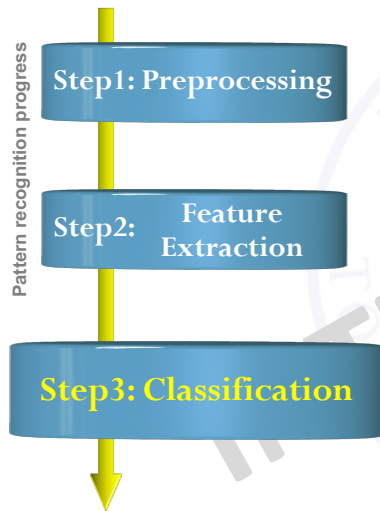 Pattern recognition progress
Step1: Preprocessing
Step2: Feature
Extraction
Step3: Classification